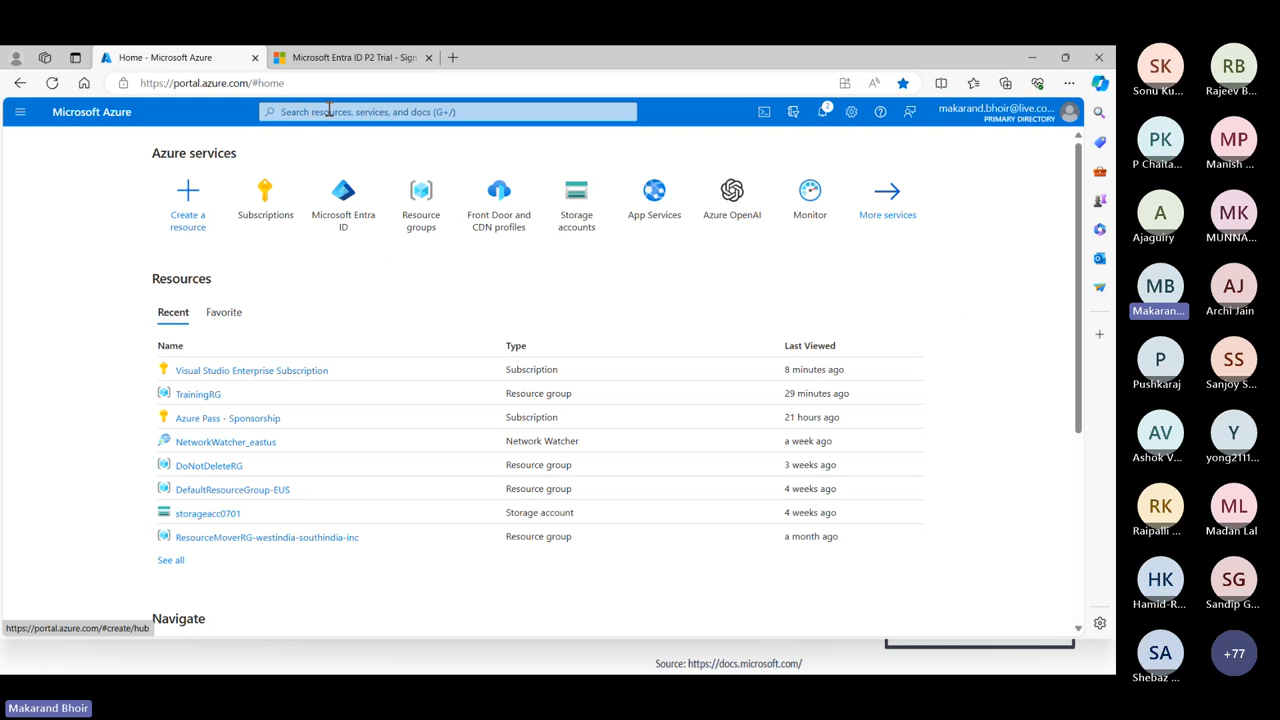 Home - Microsoft Azure
Microsoft Entra ID P2 Trial - Sign
https://portal.azure.com/#home
Microsoft Azure
Search resources, services, and docs (G+/)
2
makarand.bhoir@live.co...
PRIMARY DIRECTORY
Azure services
Create a resource
Subscriptions
Microsoft Entra ID
Resource groups
Front Door and CDN profiles
Storage accounts
App Services
Azure OpenAI
Monitor
More services
Resources
Recent Favorite
Name Type Last Viewed
Visual Studio Enterprise Subscription Subscription 8 minutes ago
TrainingRG Resource group 29 minutes ago
Azure Pass - Sponsorship Subscription 21 hours ago
NetworkWatcher_eastus Network Watcher a week ago
DoNotDeleteRG Resource group 3 weeks ago
DefaultResourceGroup-EUS Resource group 4 weeks ago
storageacc0701 Storage account 4 weeks ago
ResourceMoverRG-westindia-southindia-inc Resource group a month ago
See all
Navigate
https://portal.azure.com/#create/hub
Source: https://docs.microsoft.com/
Makarand Bhoir
SK RB
Sonu Ku... Rajeev B...
PK MP
P Chaita... Manish ...
A MK
Ajaguiry MUNNA...
MB AJ
Makaran... Archi Jain
P SS
Pushkaraj Sanjoy S...
AV Y
Ashok V... yong2111...
RK ML
Raipalli ... Madan Lal
HK SG
Hamid-R... Sandip G...
SA +77
Shebaz ...